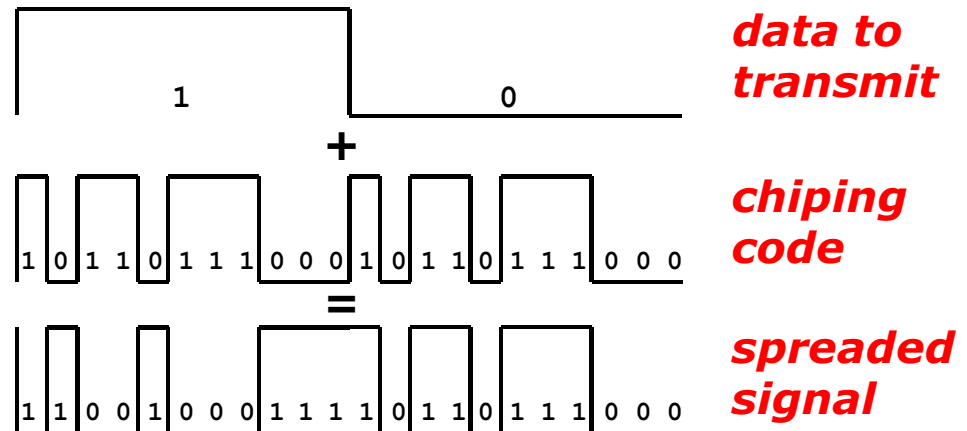 data to
transmit
1 0
+
chiping
code
1 0 1 1 0 1 1 1 0 0 0 1 0 1 1 0 1 1 1 0 0 0
=
spreaded
signal
1 1 0 0 1 0 0 0 1 1 1 1 0 1 1 0 1 1 1 0 0 0